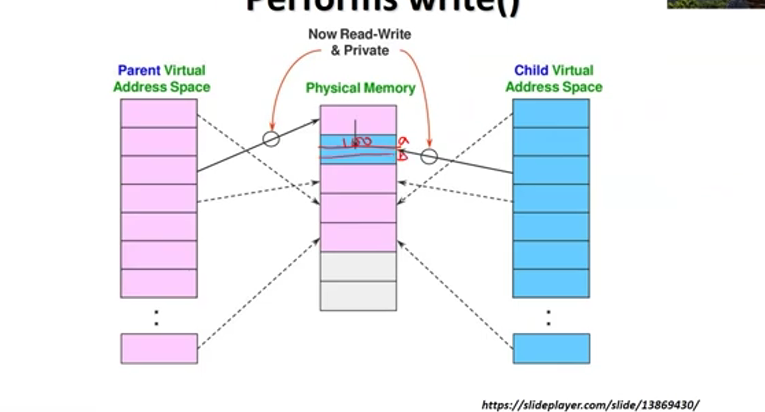 Performs write()
Now Read-Write
& Private
Parent Virtual
Address Space
Physical Memory
Child Virtual
Address Space
100
a
b
https://slideplayer.com/slide/13869430/